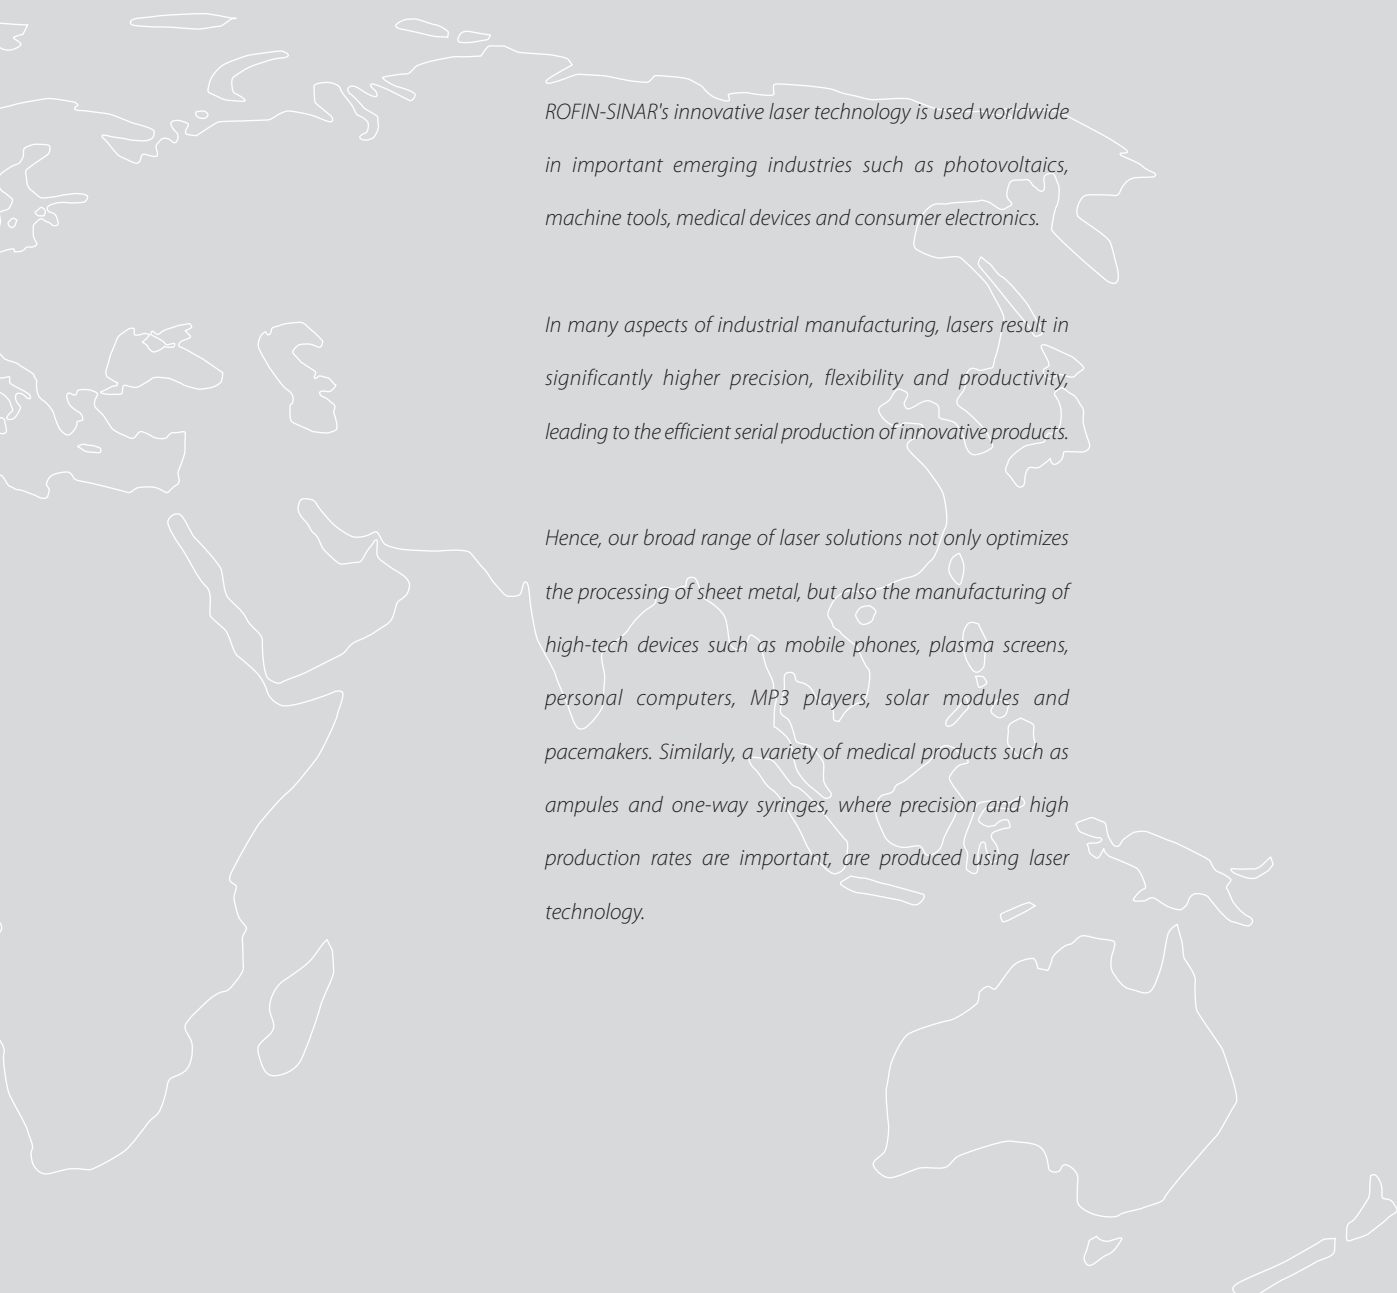 ROFIN-SINAR's innovative laser technology is used worldwide
in important emerging industries such as photovoltaics,
machine tools, medical devices and consumer electronics.
In many aspects of industrial manufacturing, lasers result in
significantly higher precision, flexibility and productivity,
leading to the efficient serial production of innovative products.
Hence, our broad range of laser solutions not only optimizes
the processing of sheet metal, but also the manufacturing of
high-tech devices such as mobile phones, plasma screens,
personal computers, MP3 players, solar modules and
pacemakers. Similarly, a variety of medical products such as
ampules and one-way syringes, where precision and high
production rates are important, are produced using laser
technology.